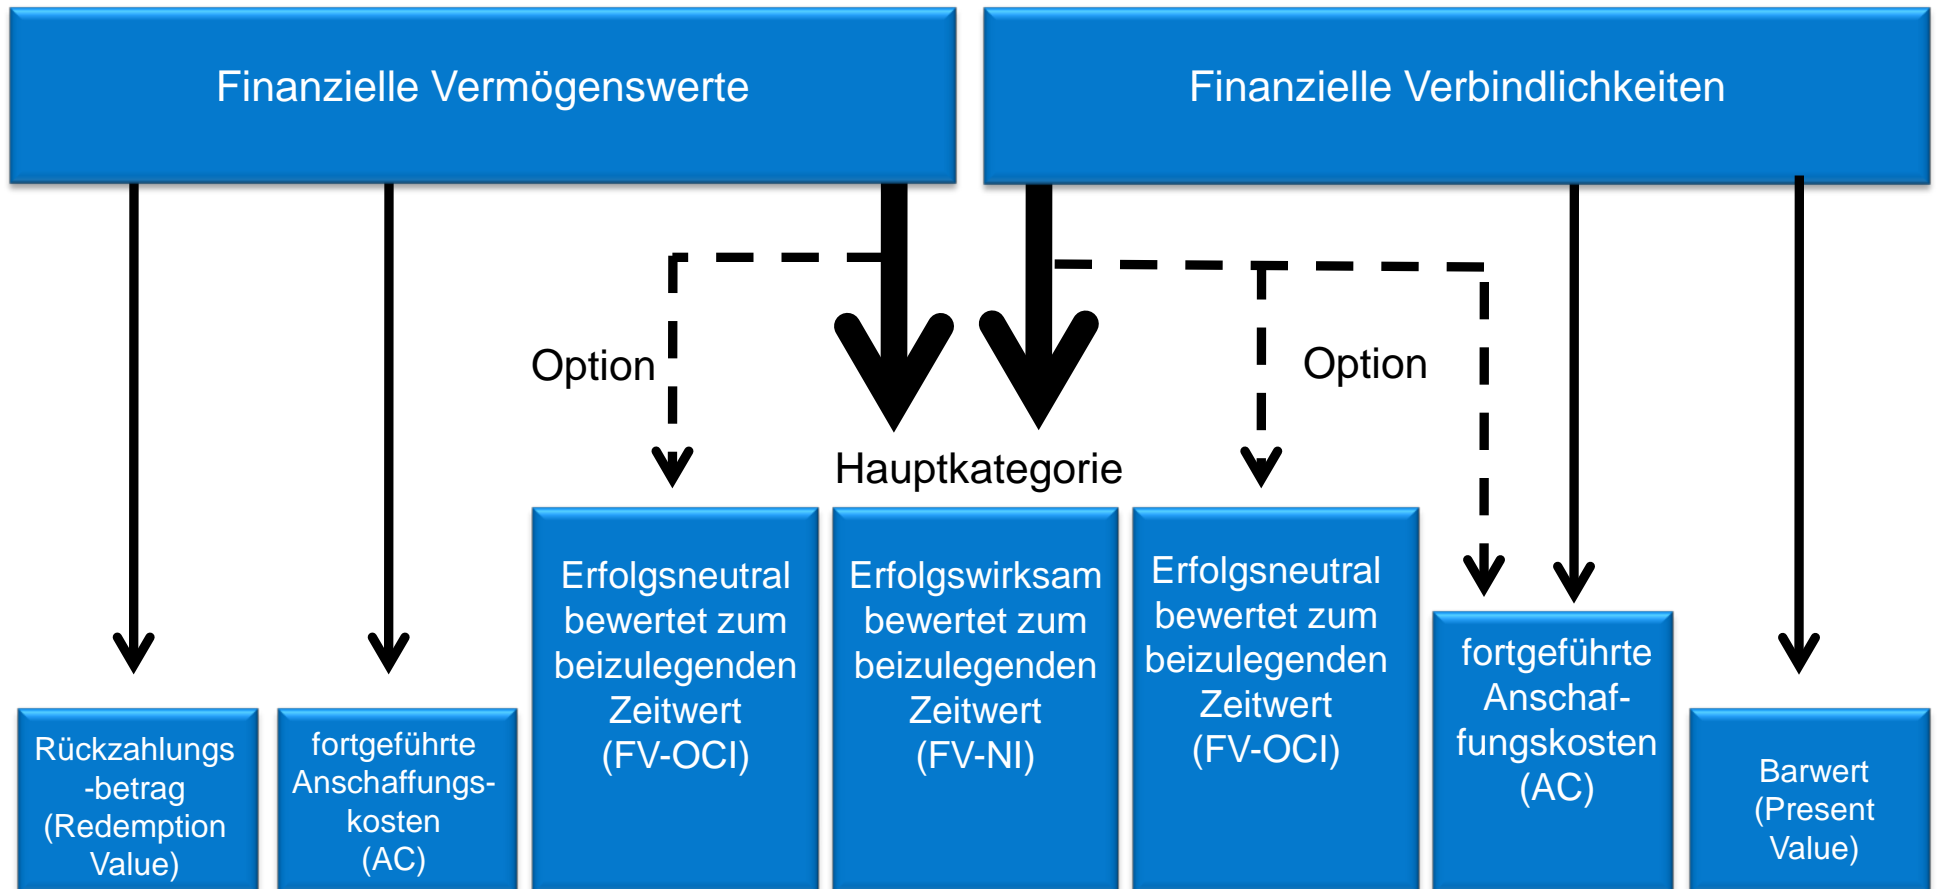 Finanzielle Vermögenswerte
Finanzielle Verbindlichkeiten
Option
Option
Hauptkategorie
Rückzahlungs
-betrag
(Redemption
Value)
fortgeführte
Anschaffungs-
kosten
(AC)
Erfolgsneutral
bewertet zum
beizulegenden
Zeitwert
(FV-OCI)
Erfolgswirksam
bewertet zum
beizulegenden
Zeitwert
(FV-NI)
Erfolgsneutral
bewertet zum
beizulegenden
Zeitwert
(FV-OCI)
fortgeführte
Anschaf-
fungskosten
(AC)
Barwert
(Present
Value)